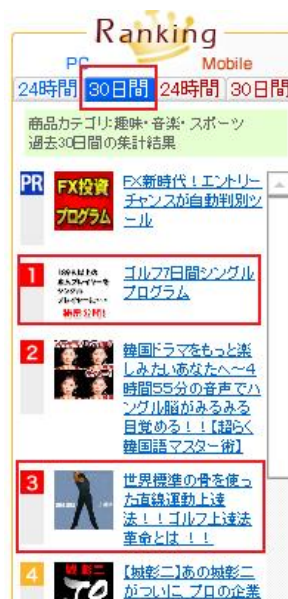 Ranking
PC Mobile
24時間 30日間 24時間 30日間
商品カテゴリ:趣味・音楽・スポーツ
過去30日間の集計結果
PR
FX投資
プログラム
FX新時代!エントリー
チャンスが自動判別ツ
ール
1
ゴルフ7日間シングル
プログラム
2
韓国ドラマをもっと楽
しみたいあなたへ~4
時間55分の音声でハ
ングル脳がみるみる
目覚める!!【超らく
韓国語マスター術】
3
世界標準の骨を使っ
た直線運動上達
法!!ゴルフ上達法
革命とは!!
4
城彰二
TO
【城彰二】あの城彰二
がついに、プロの企業